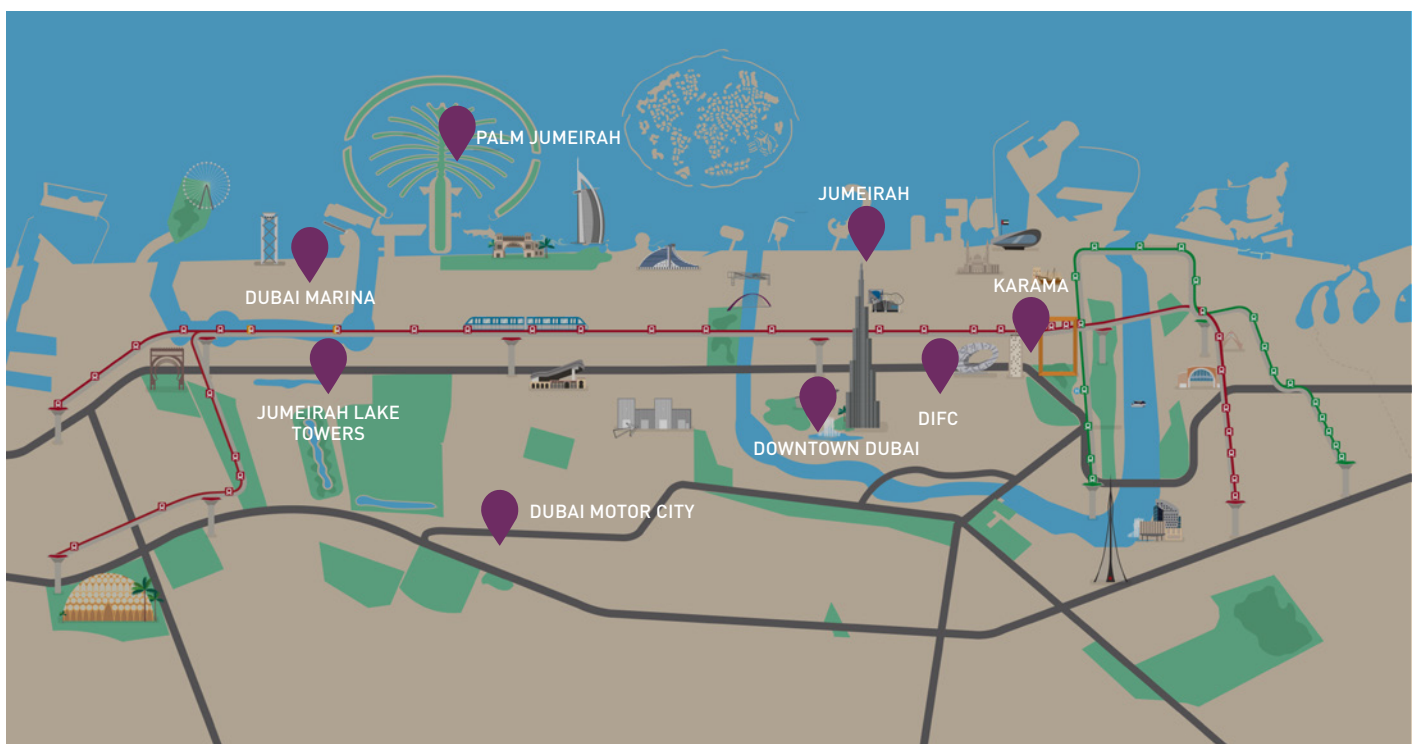 PALM JUMEIRAH
JUMEIRAH
DUBAI MARINA
KARAMA
JUMEIRAH LAKE
TOWERS
DIFC
DOWNTOWN DUBAI
DUBAI MOTOR CITY